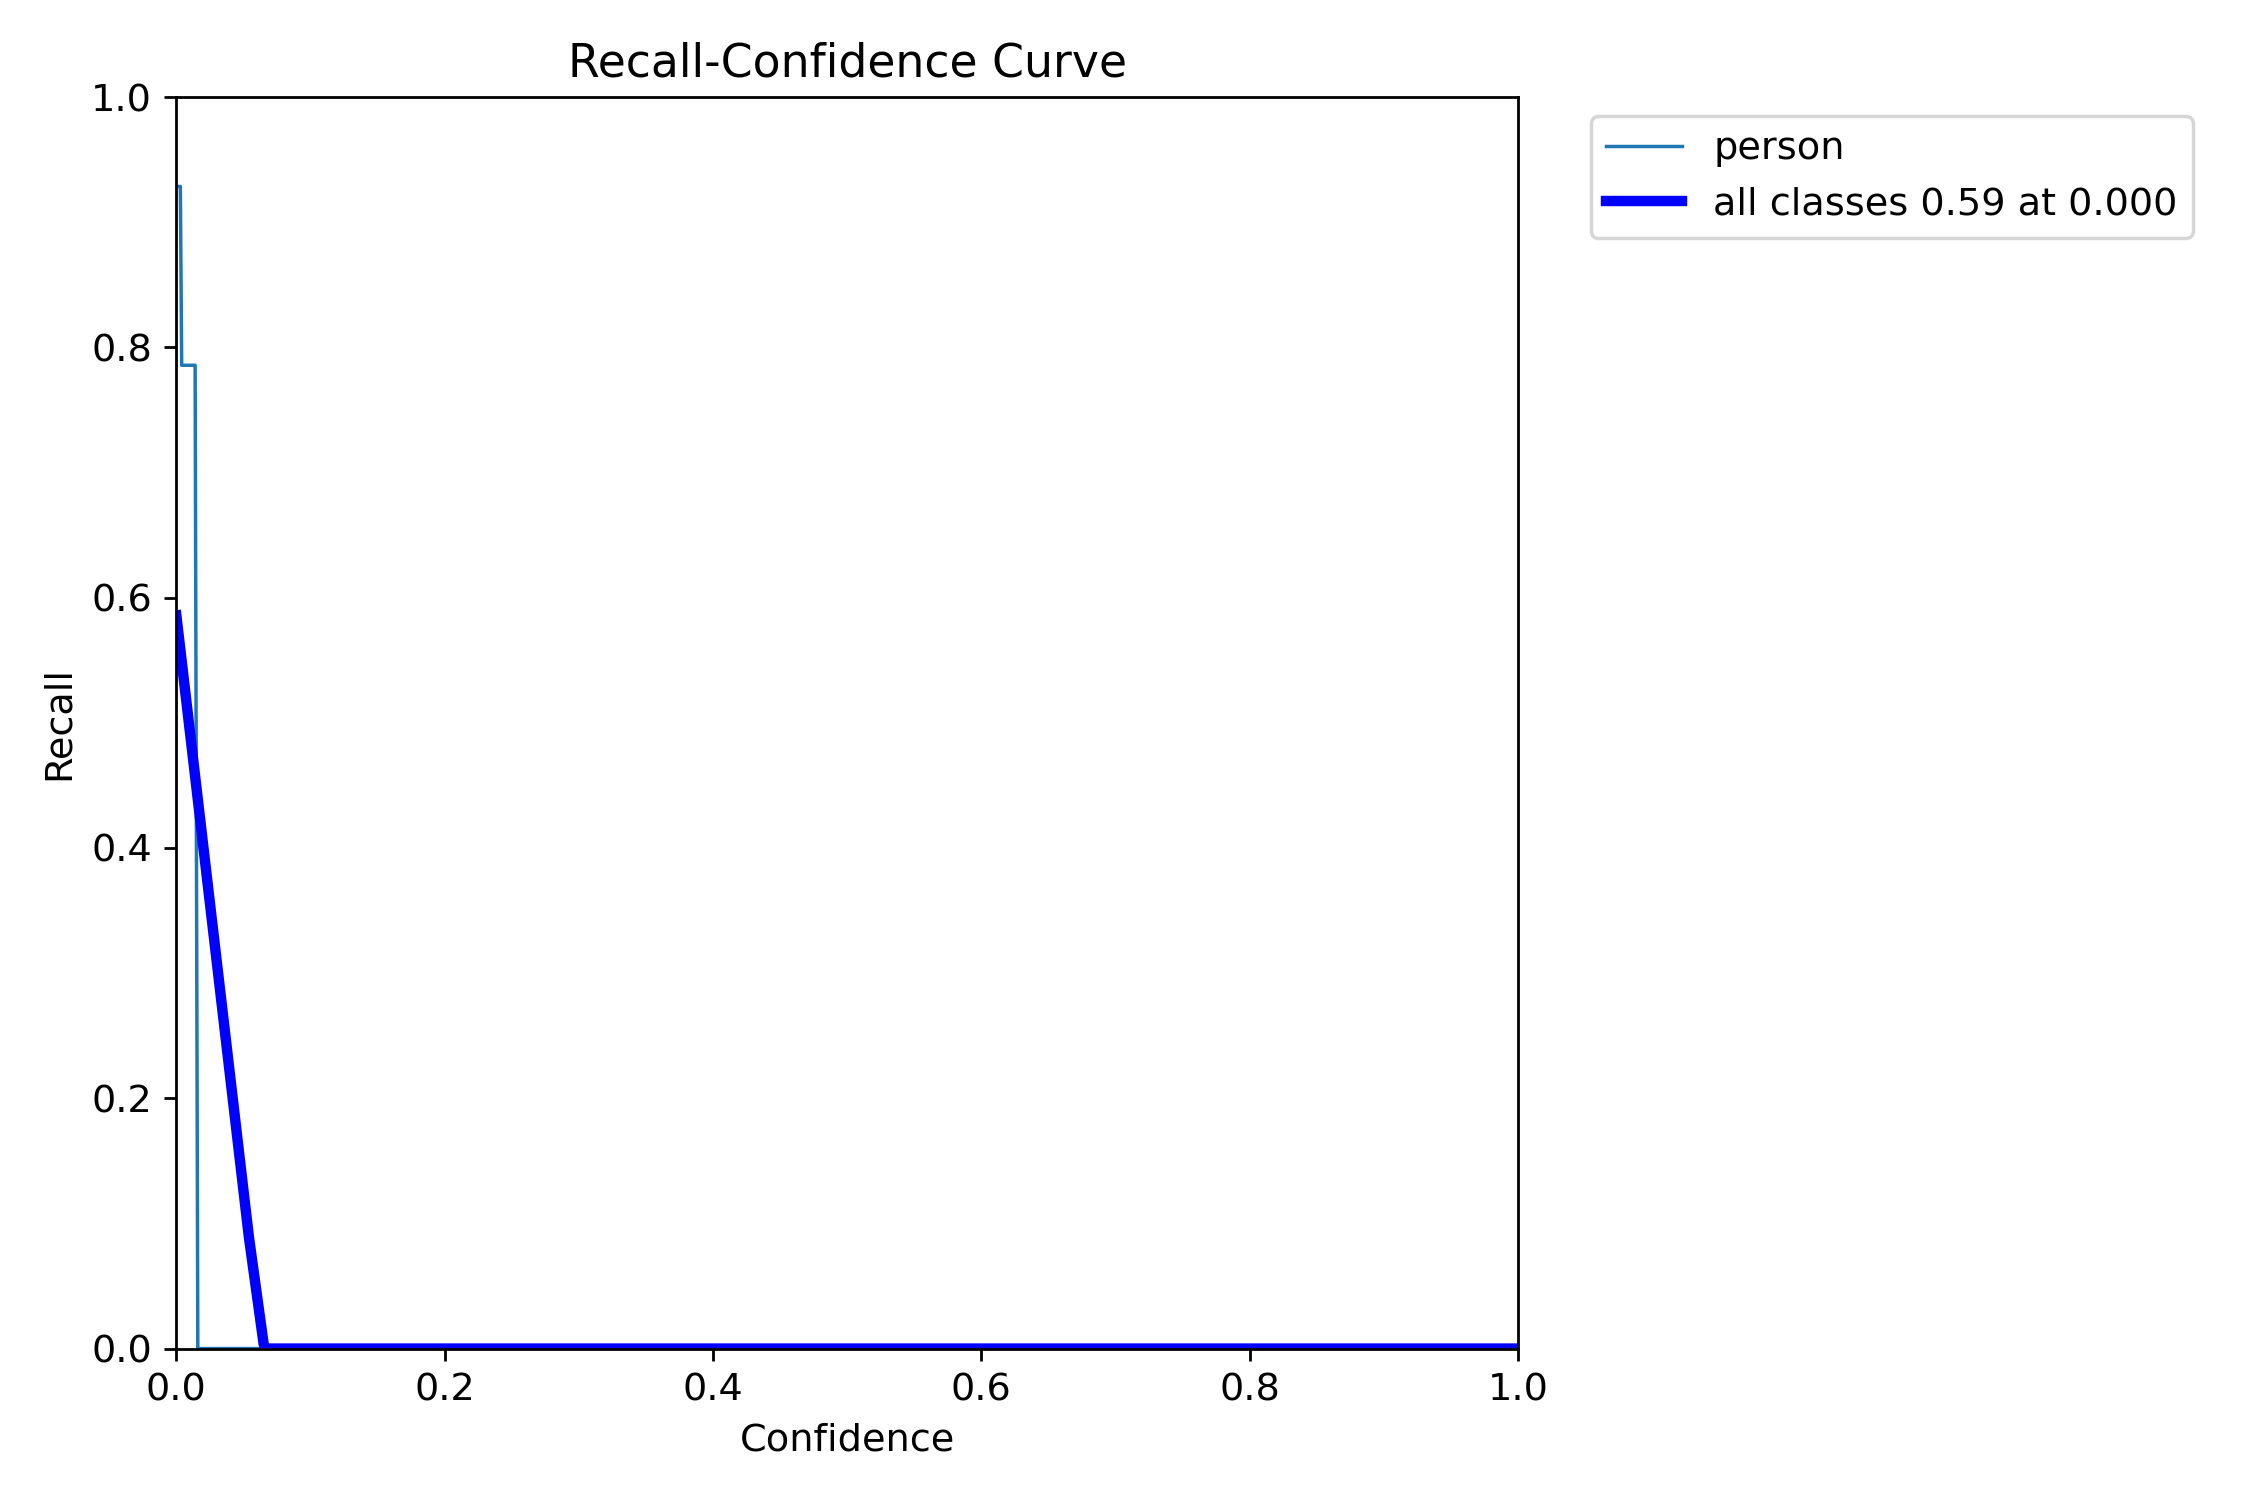 Recall-Confidence Curve
1.0
0.8
0.6
0.4
0.2
0.0
Recall
0.0 0.2 0.4 0.6 0.8 1.0
Confidence
person
all classes 0.59 at 0.000